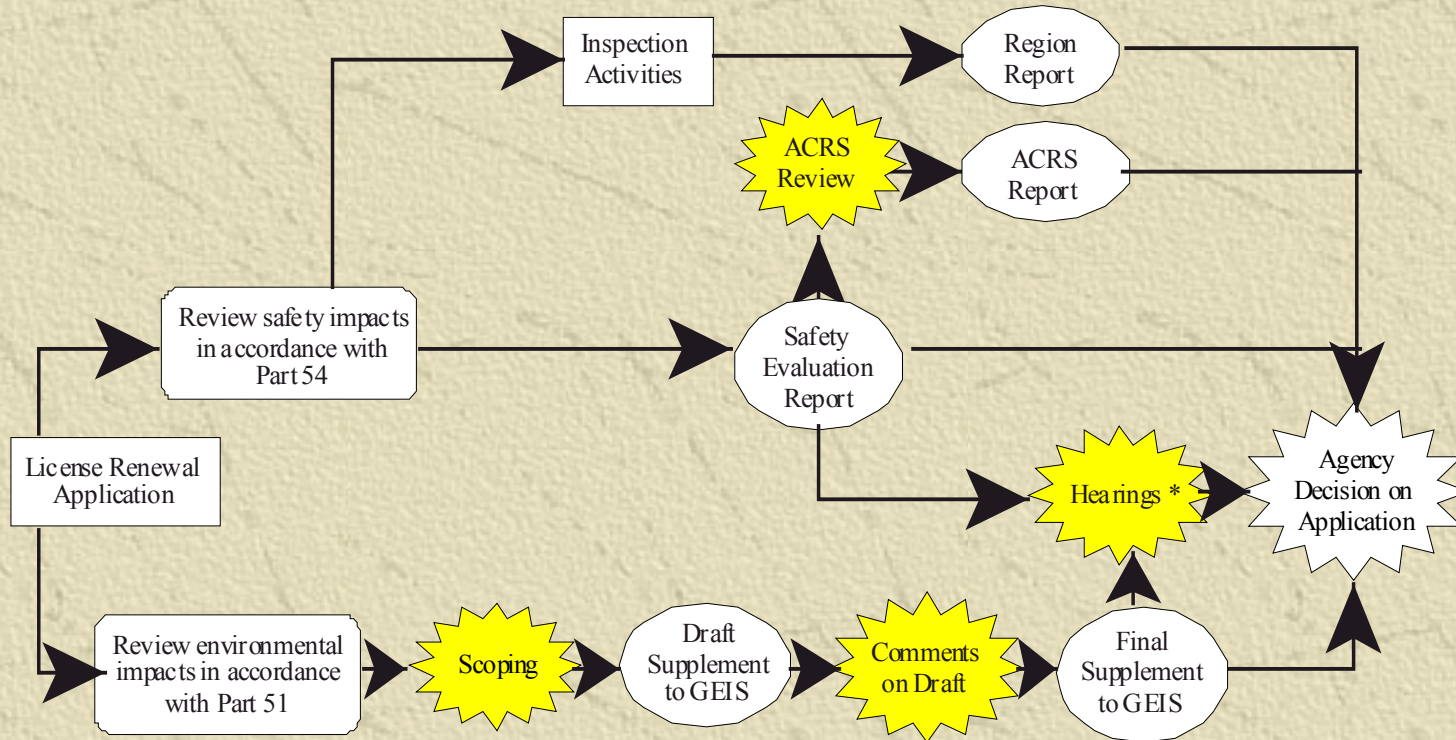 Inspection
Activities
Region
Report
ACRS
Review
ACRS
Report
Review safety impacts
in accordance with
Part 54
Safety
Evaluation
Report
License Renewal
Application
Hearings *
Agency
Decision on
Application
Review environmental
impacts in accordance
with Part 51
Scoping
Draft
Supplement
to GEIS
Comments
on Draft
Final
Supplement
to GEIS